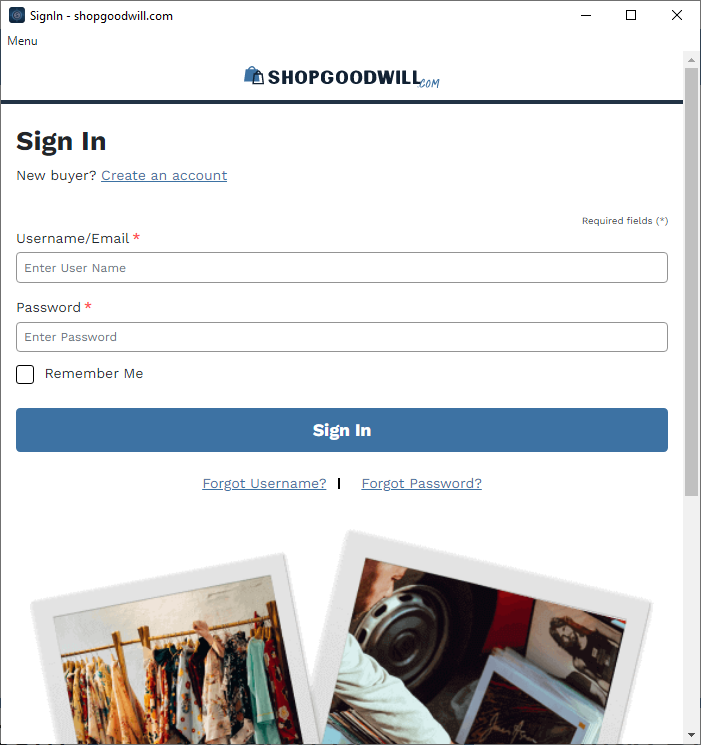 SignIn - shopgoodwill.com
Menu
SHOPGOODWILL.COM
Sign In
New buyer? Create an account
Required fields (*)
Username/Email *
Enter User Name
Password *
Enter Password
Remember Me
Sign In
Forgot Username? | Forgot Password?